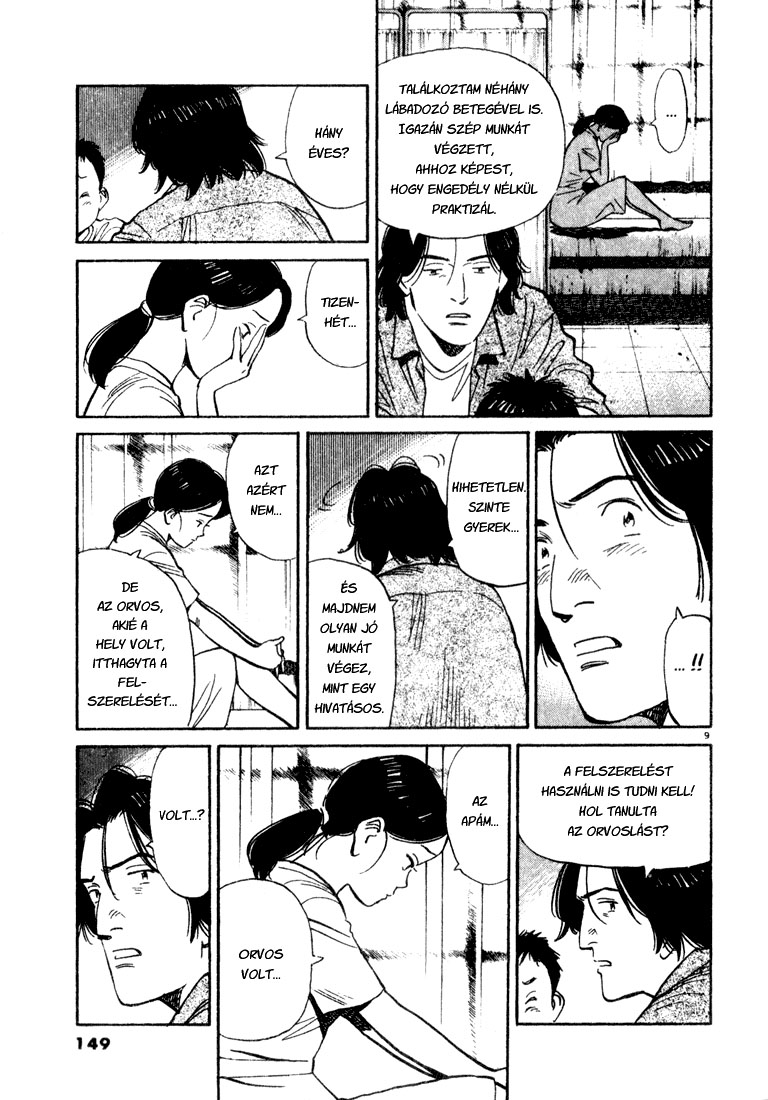 TALÁLKOZTAM NÉHÁNY
LÁBADOZÓ BETEGÉVEL IS.
IGAZÁN SZÉP MUNKÁT
VÉGZETT,
AHHOZ KÉPEST,
HOGY ENGEDÉLY NÉLKÜL
PRAKTIZÁL.
...
HÁNY
ÉVES?
TIZEN-
HÉT...
...!!
HIHETETLEN.
SZINTE
GYEREK...
ÉS
MAJDNEM
OLYAN JÓ
MUNKÁT
VÉGEZ,
MINT EGY
HIVATÁSOS.
AZT
AZÉRT
NEM...
DE
AZ ORVOS,
AKIÉ A
HELY VOLT,
ITTHAGYTA A
FEL-
SZERELÉSÉT...
9
A FELSZERELÉST
HASZNÁLNI IS TUDNI KELL!
HOL TANULTA
AZ ORVOSLÁST?
AZ
APÁM...
ORVOS
VOLT...
VOLT...?
149